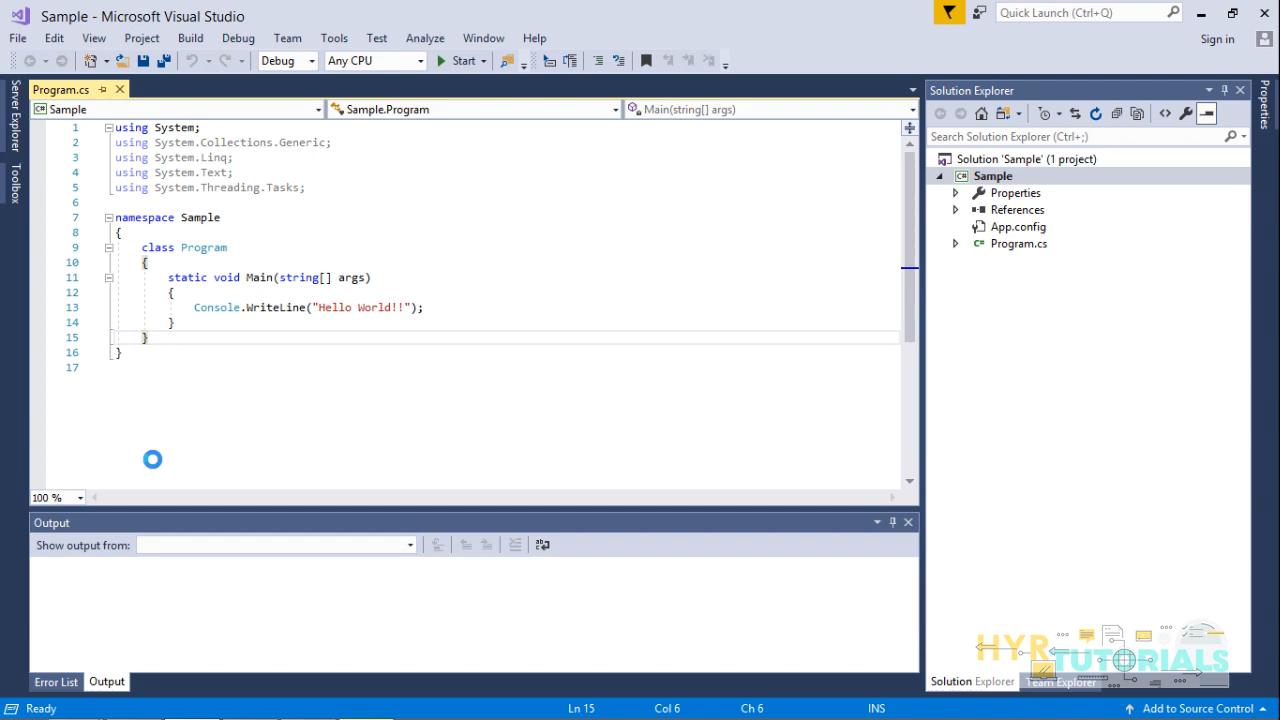 Sample - Microsoft Visual Studio
Quick Launch (Ctrl+Q)
File Edit View Project Build Debug Team Tools Test Analyze Window Help
Sign in
Debug Any CPU Start
Server Explorer
Toolbox
Program.cs
Sample Sample.Program Main(string[] args)
1 using System;
2 using System.Collections.Generic;
3 using System.Linq;
4 using System.Text;
5 using System.Threading.Tasks;
6
7 namespace Sample
8 {
9 class Program
10 {
11 static void Main(string[] args)
12 {
13 Console.WriteLine("Hello World!!");
14 }
15 }
16 }
17
100 %
Output
Show output from:
Error List Output
Solution Explorer
Search Solution Explorer (Ctrl+;)
Solution 'Sample' (1 project)
Sample
Properties
References
App.config
Program.cs
HYR TUTORIALS
Solution Explorer Team Explorer
Properties
Ready Ln 15 Col 6 Ch 6 INS Add to Source Control